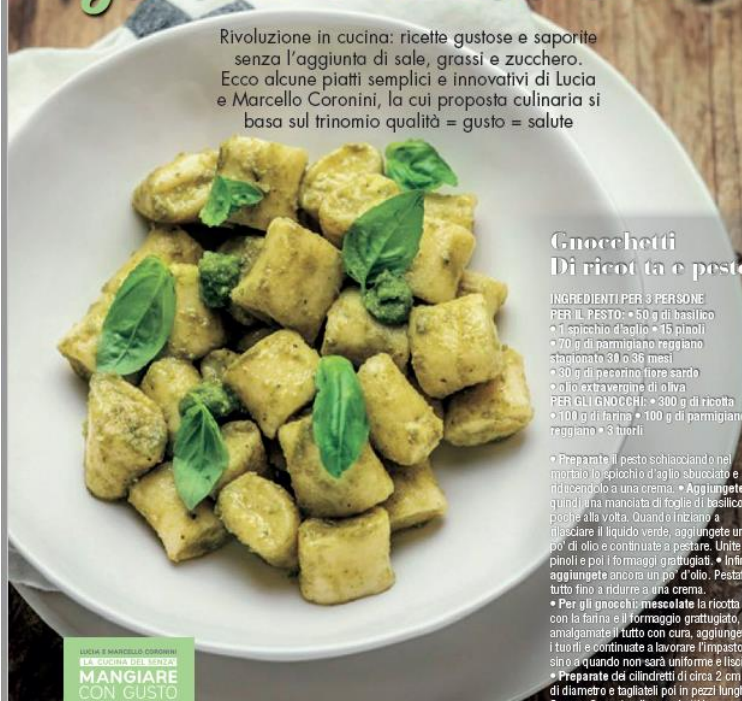 Rivoluzione in cucina: ricette gustose e saporite
senza l'aggiunta di sale, grassi e zucchero.
Ecco alcune piatti semplici e innovativi di Lucia
e Marcello Coronini, la cui proposta culinaria si
basa sul trinomio qualità = gusto = salute
Gnocchetti
Di ricot ta e pesto
INGREDIENTI PER 3 PERSONE
PER IL PESTO: • 50 g di basilico
• 1 spicchio d'aglio • 15 pinoli
• 70 g di parmigiano reggiano
stagionato 30 o 36 mesi
• 30 g di pecorino fiore sardo
• olio extravergine di oliva
PER GLI GNOCCHI: • 300 g di ricotta
• 100 g di farina • 100 g di parmigiano
reggiano • 3 tuorli
• Preparate il pesto schiacciando nel
mortaio lo spicchio d'aglio sbucciato e
riducendolo a una crema. • Aggiungete
quindi una manciata di foglie di basilico
poche alla volta. Quando iniziano a
rilasciare il liquido verde, aggiungete un
po' di olio e continuate a pestare. Unite
pinoli e poi i formaggi grattugiati. • Infi
aggiungete ancora un po' d'olio. Pestat
tutto fino a ridurre a una crema.
• Per gli gnocchi: mescolate la ricotta
con la farina e il formaggio grattugiato,
amalgamate il tutto con cura, aggiunge
i tuorli e continuate a lavorare l'impasto
sino a quando non sarà uniforme e lisci
• Preparate dei cilindretti di circa 2 cm
di diametro e tagliateli poi in pezzi lungh
LUCIA E MARCELLO CORONINI
LA CUCINA DEL SENZA
MANGIARE
CON GUSTO